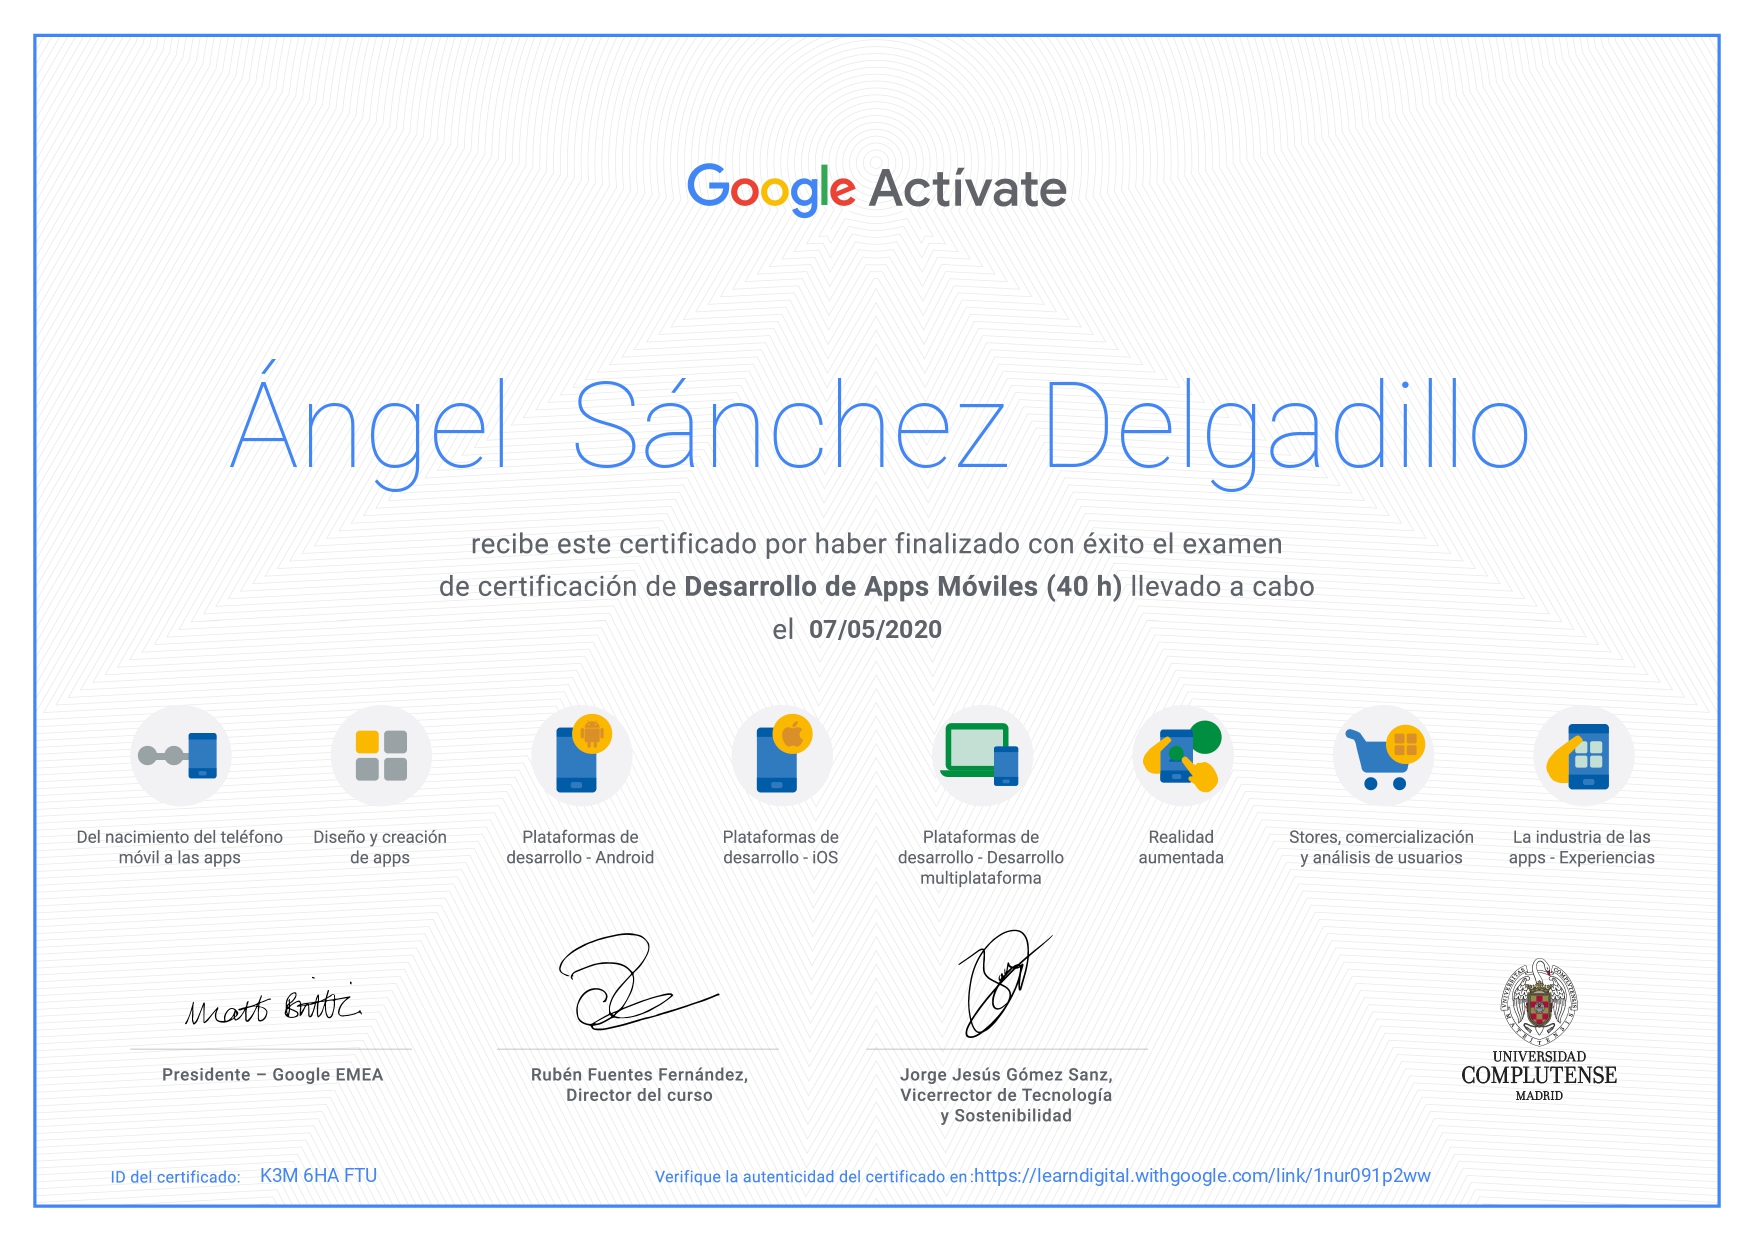 Google Actívate
Ángel Sánchez Delgadillo
recibe este certificado por haber finalizado con éxito el examen
de certificación de Desarrollo de Apps Móviles (40 h) llevado a cabo
el 07/05/2020
Del nacimiento del teléfono
móvil a las apps
Diseño y creación
de apps
Plataformas de
desarrollo - Android
Plataformas de
desarrollo - iOS
Plataformas de
desarrollo - Desarrollo
multiplataforma
Realidad
aumentada
Stores, comercialización
y análisis de usuarios
La industria de las
apps - Experiencias
Presidente – Google EMEA
Rubén Fuentes Fernández,
Director del curso
Jorge Jesús Gómez Sanz,
Vicerrector de Tecnología
y Sostenibilidad
UNIVERSIDAD
COMPLUTENSE
MADRID
ID del certificado: K3M 6HA FTU
Verifique la autenticidad del certificado en:https://learndigital.withgoogle.com/link/1nur091p2ww